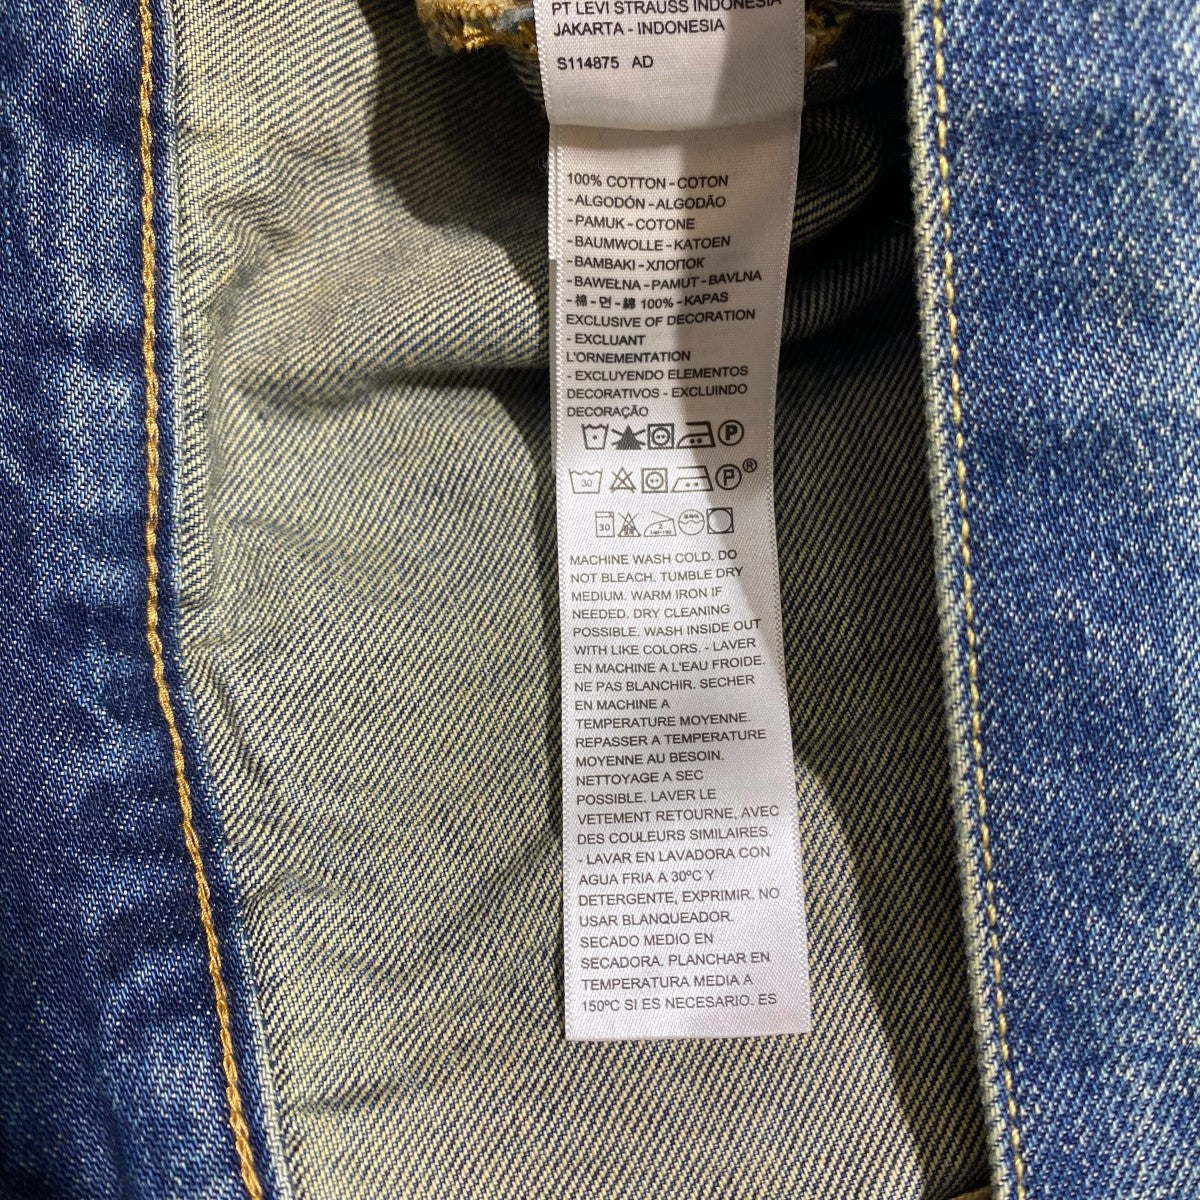 PT LEVI STRAUSS INDONESIA
JAKARTA - INDONESIA
S114875 AD
100% COTTON - COTON
- ALGODÓN - ALGODÃO
- PAMUK - COTONE
- BAUMWOLLE - KATOEN
- BAMBAKI - ХЛОПОК
- BAWEŁNA - PAMUT - BAVLNA
- 棉 - 면 - 綿 100% - KAPAS
EXCLUSIVE OF DECORATION
- EXCLUANT
L'ORNEMENTATION
- EXCLUYENDO ELEMENTOS
DECORATIVOS - EXCLUINDO
DECORAÇÃO
P
30 P ®
30 2
MACHINE WASH COLD. DO
NOT BLEACH. TUMBLE DRY
MEDIUM. WARM IRON IF
NEEDED. DRY CLEANING
POSSIBLE. WASH INSIDE OUT
WITH LIKE COLORS. - LAVER
EN MACHINE A L'EAU FROIDE.
NE PAS BLANCHIR. SECHER
EN MACHINE A
TEMPERATURE MOYENNE.
REPASSER A TEMPERATURE
MOYENNE AU BESOIN.
NETTOYAGE A SEC
POSSIBLE. LAVER LE
VETEMENT RETOURNE, AVEC
DES COULEURS SIMILAIRES.
- LAVAR EN LAVADORA CON
AGUA FRIA A 30ºC Y
DETERGENTE, EXPRIMIR. NO
USAR BLANQUEADOR.
SECADO MEDIO EN
SECADORA. PLANCHAR EN
TEMPERATURA MEDIA A
150ºC SI ES NECESARIO. ES